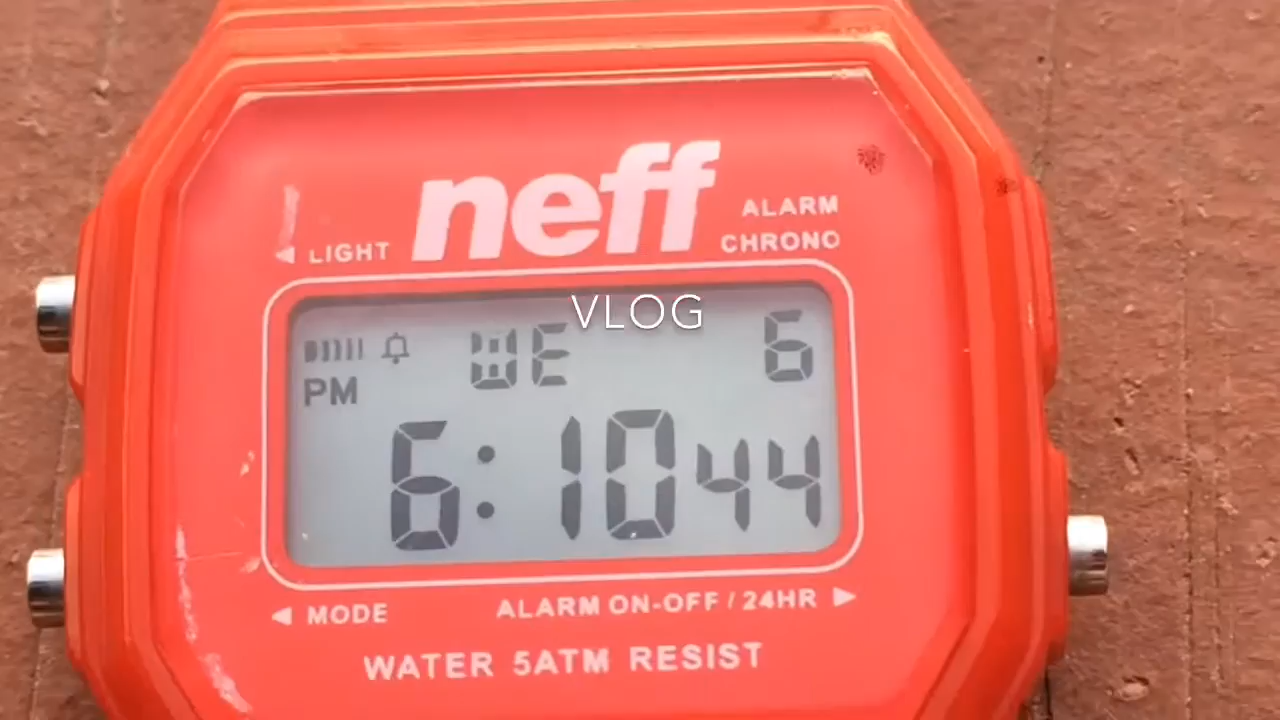 neff
ALARM
LIGHT CHRONO
VLOG
WE 6
PM
6:10 44
MODE ALARM ON-OFF / 24HR
WATER 5ATM RESIST